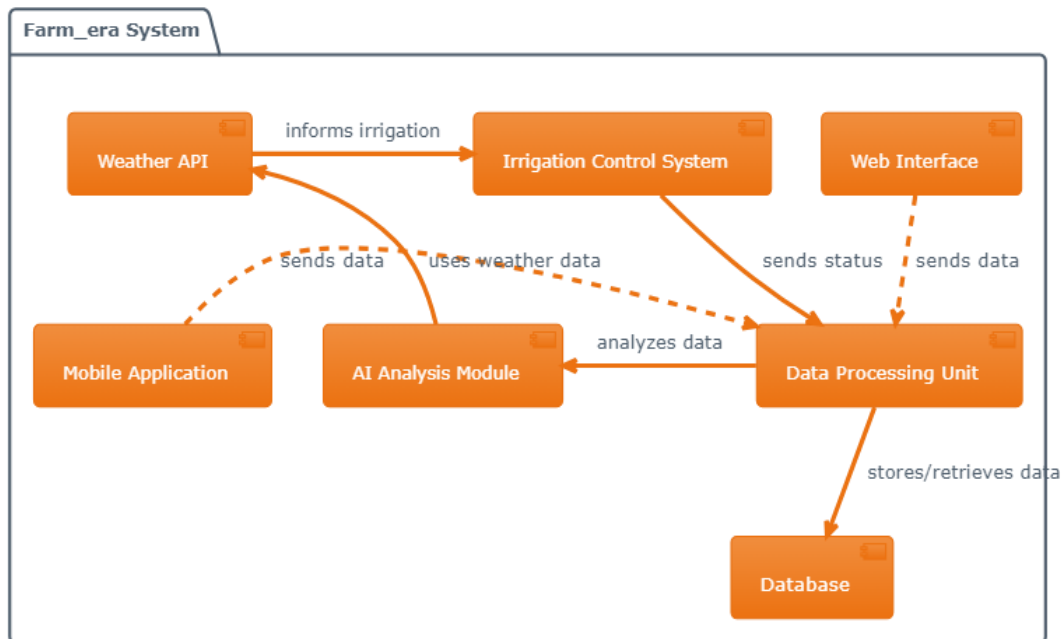 Farm_era System
informs irrigation
Weather API
Irrigation Control System
Web Interface
sends data
uses weather data
sends status
sends data
analyzes data
Mobile Application
AI Analysis Module
Data Processing Unit
stores/retrieves data
Database